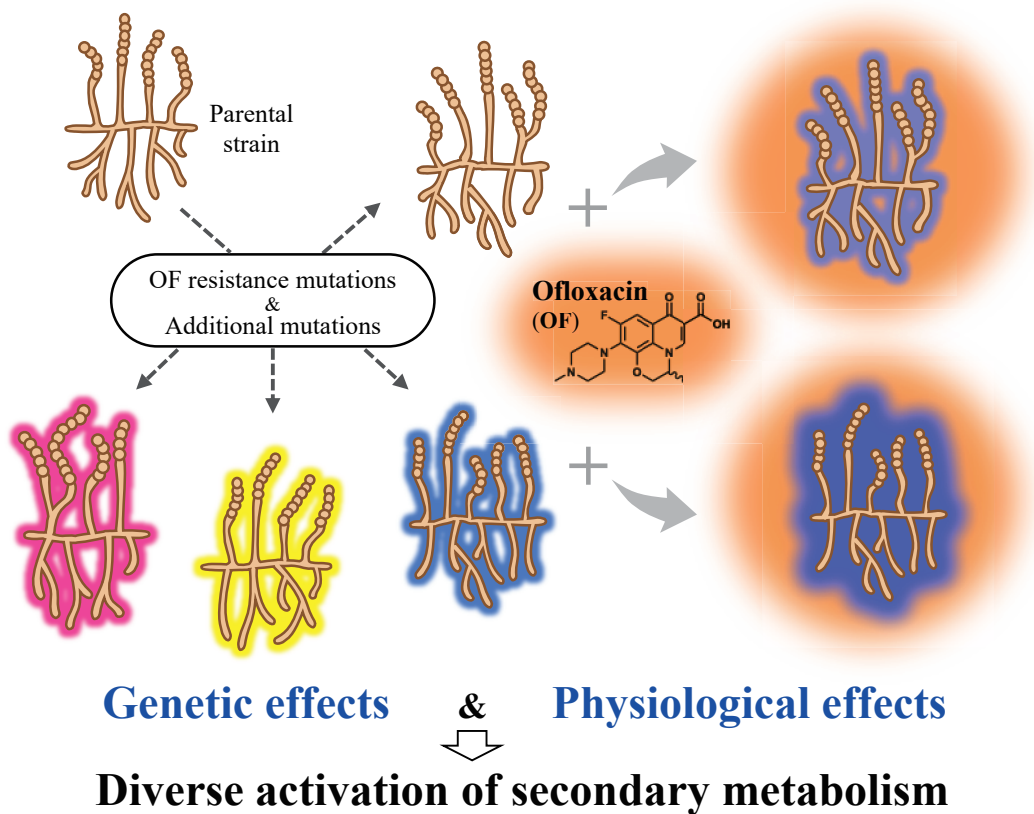 Parental
strain
OF resistance mutations
&
Additional mutations
Ofloxacin
(OF)
F
O
O
OH
N
N
N
O
Genetic effects & Physiological effects
Diverse activation of secondary metabolism